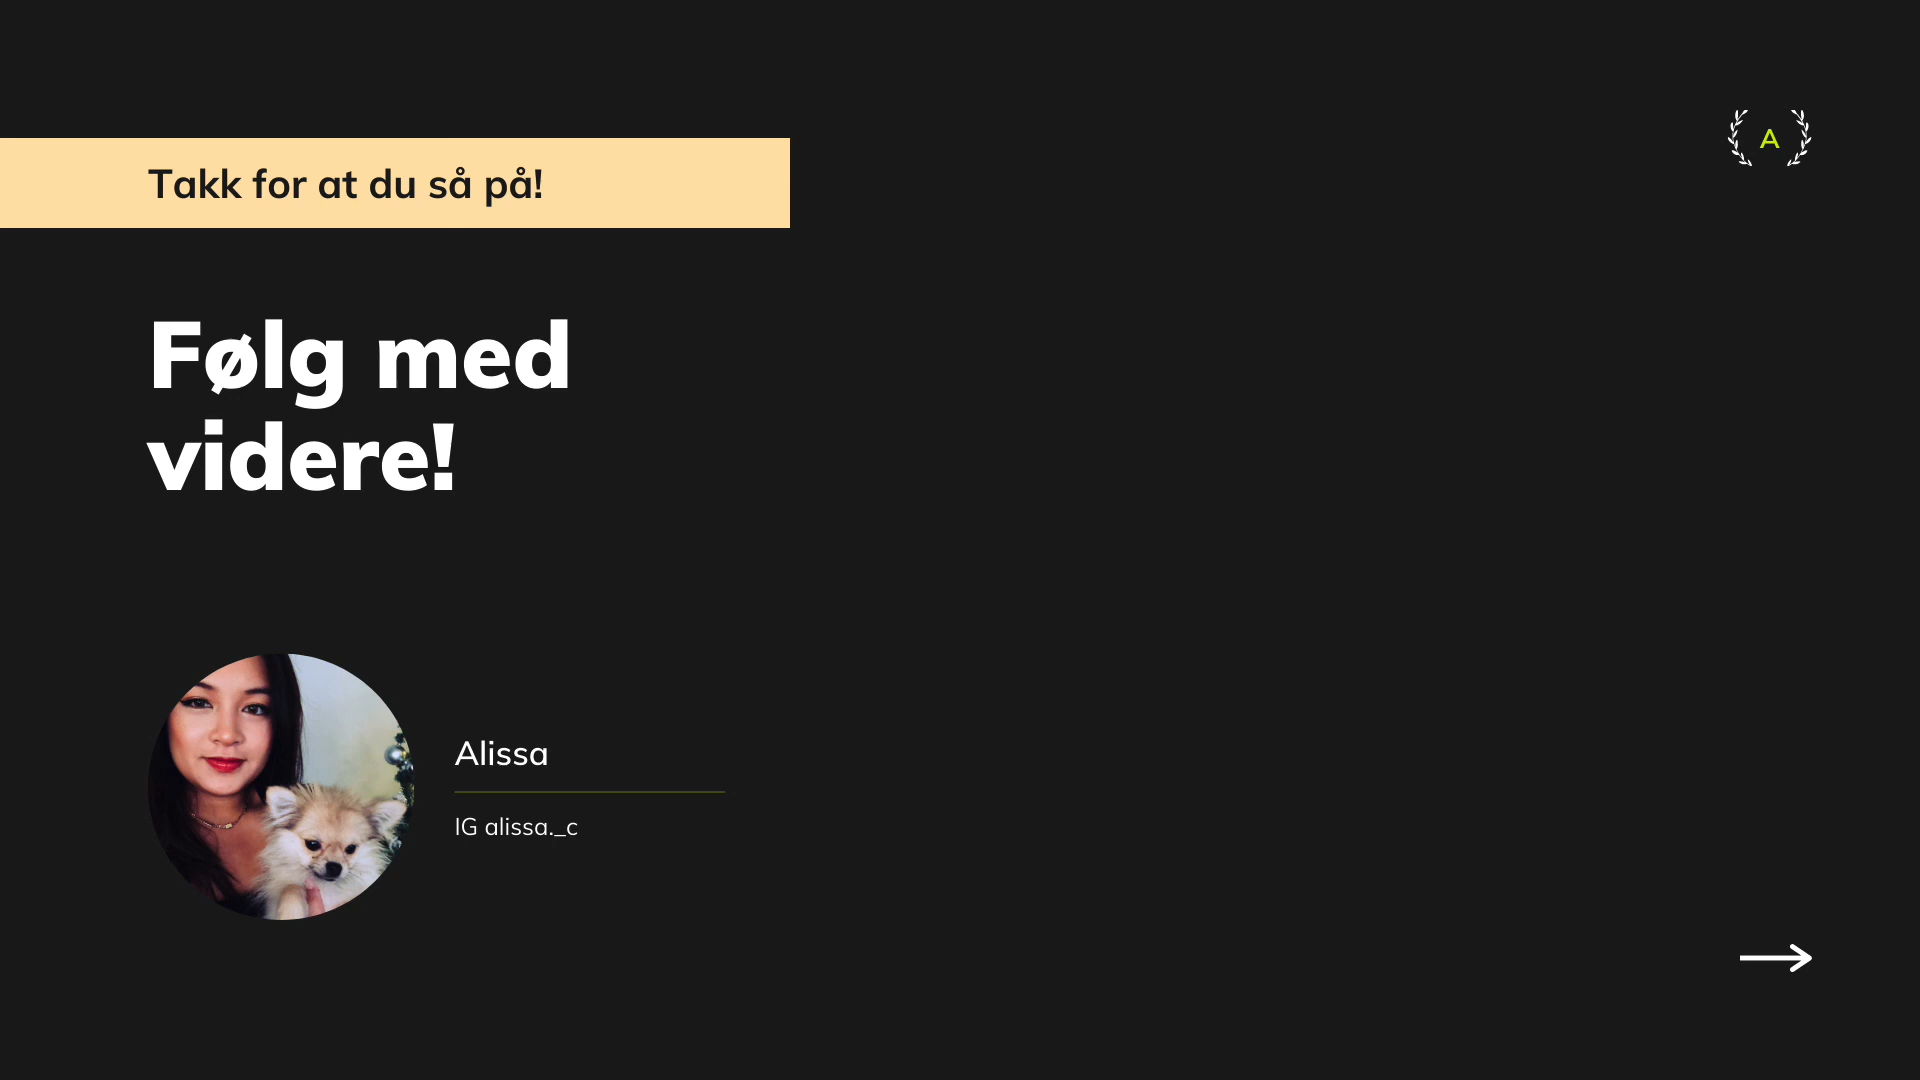 A
Takk for at du så på!
Følg med
videre!
Alissa
IG alissa._c